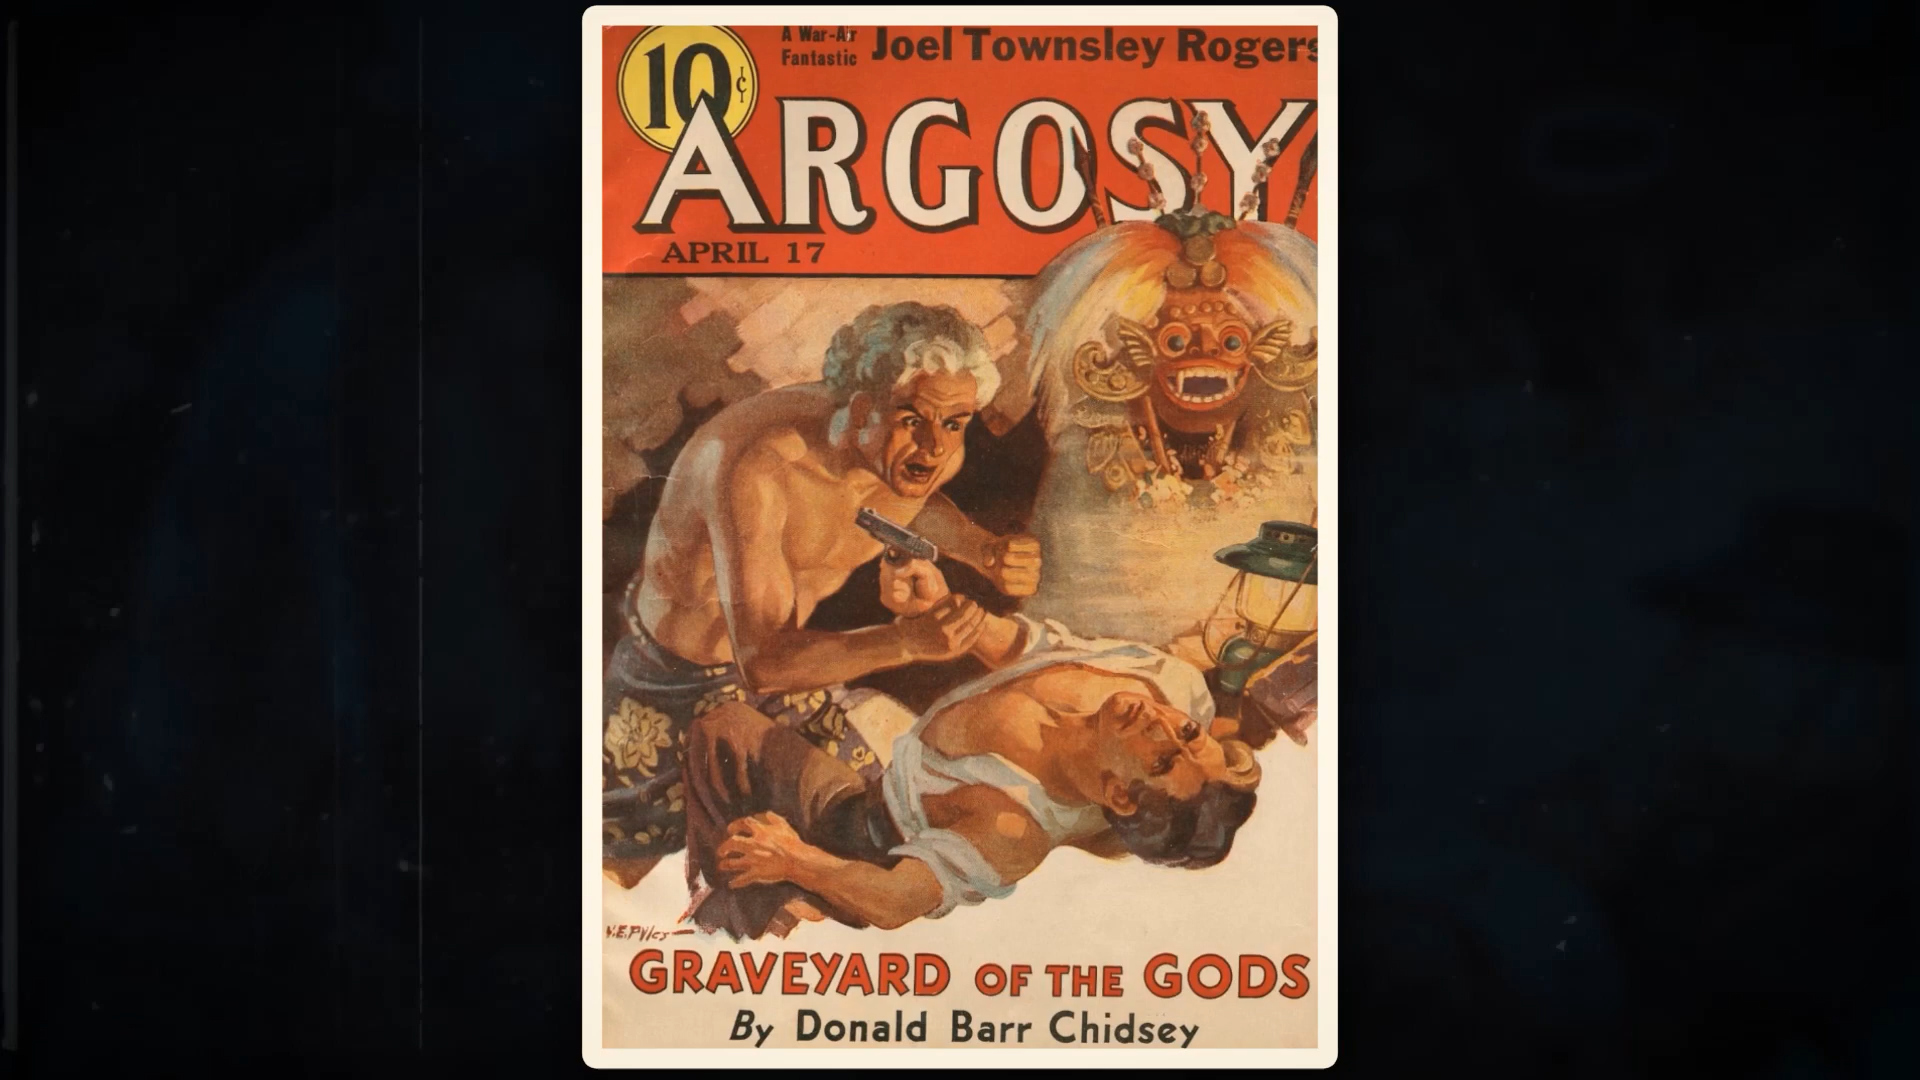 10¢
A War-Air
Fantastic
Joel Townsley Rogers
ARGOSY
APRIL 17
GRAVEYARD OF THE GODS
By Donald Barr Chidsey